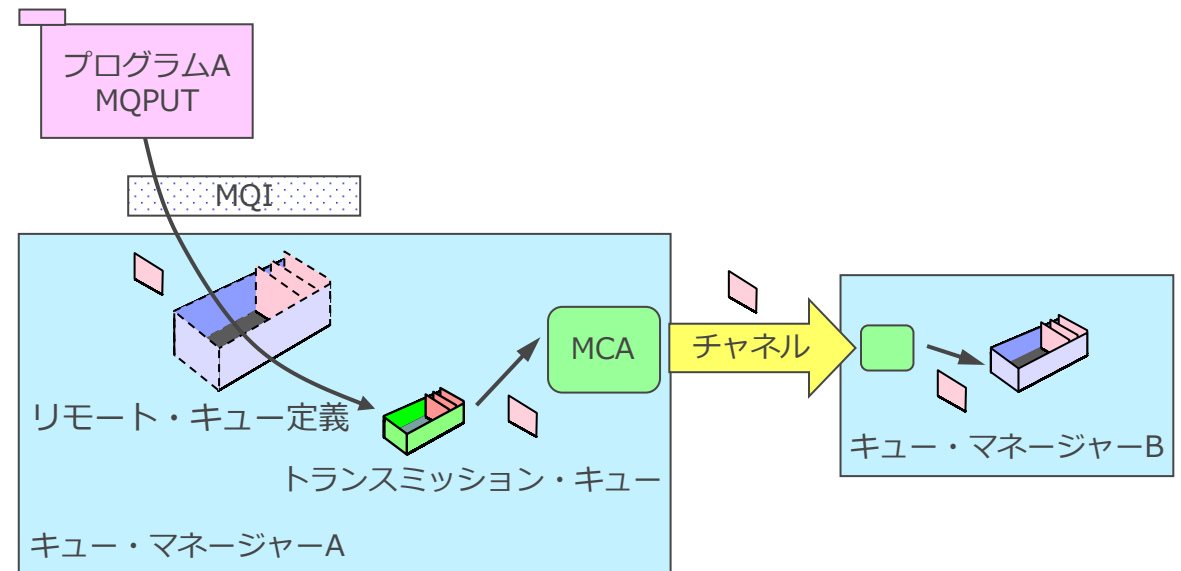 プログラムA
MQPUT
MQI
リモート・キュー定義
トランスミッション・キュー
キュー・マネージャーA
MCA
チャネル
キュー・マネージャーB